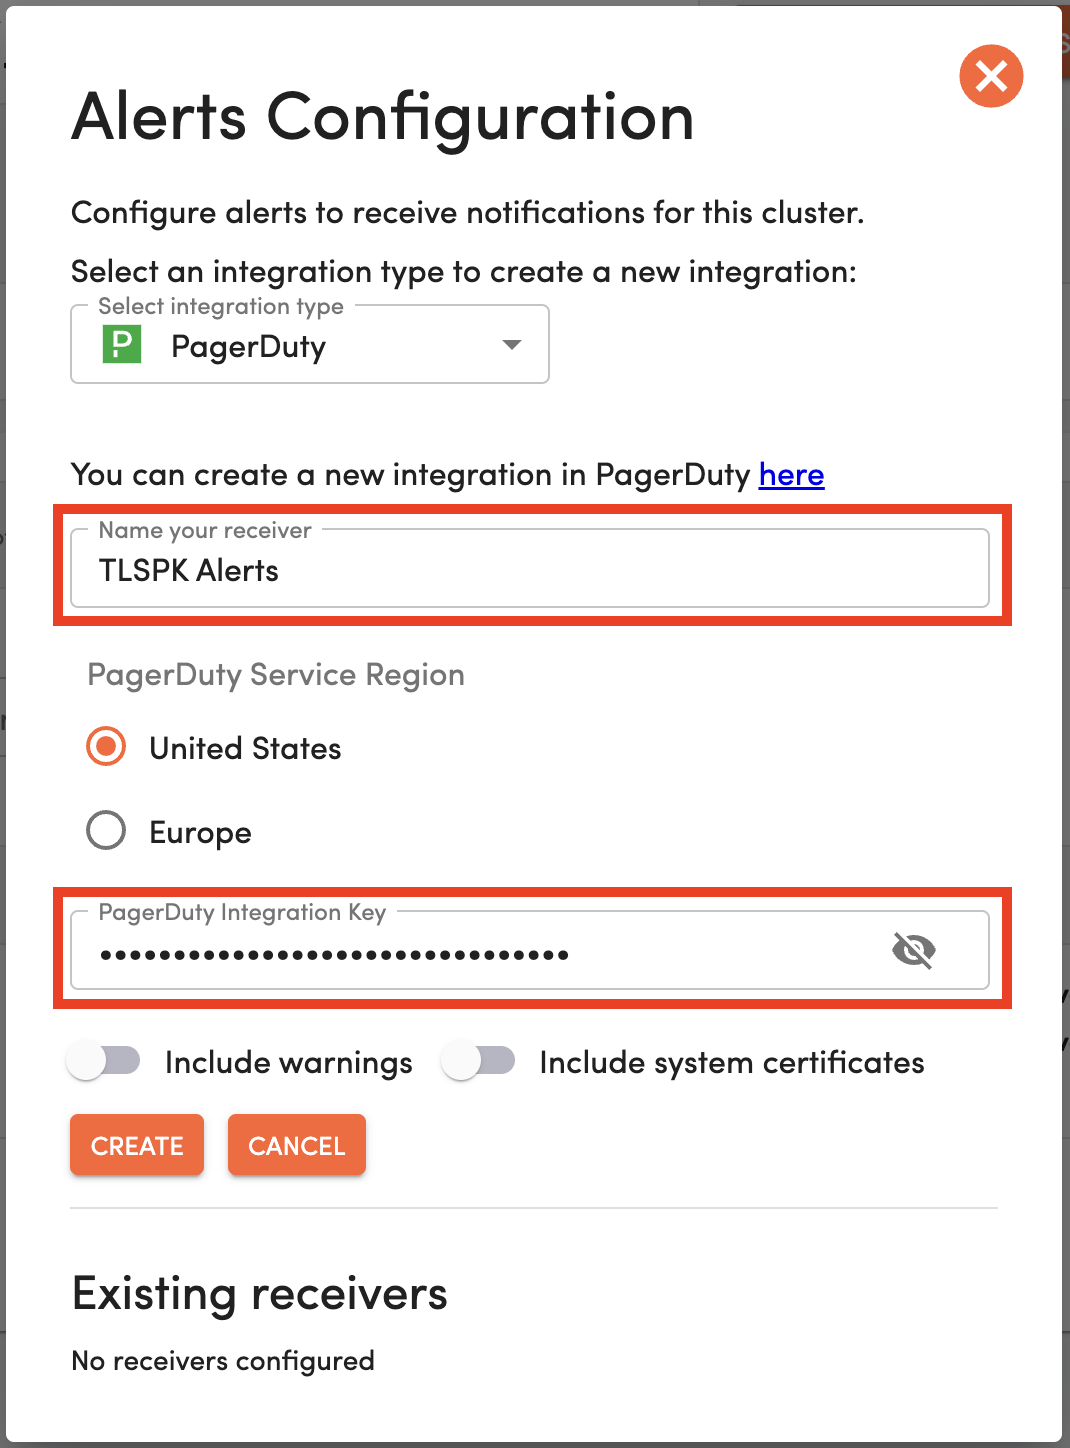 Alerts Configuration
Configure alerts to receive notifications for this cluster.
Select an integration type to create a new integration:
Select integration type
P PagerDuty
You can create a new integration in PagerDuty here
Name your receiver
TLSPK Alerts
PagerDuty Service Region
United States
Europe
PagerDuty Integration Key
••••••••••••••••••••••••••••••••
Include warnings Include system certificates
CREATE CANCEL
Existing receivers
No receivers configured